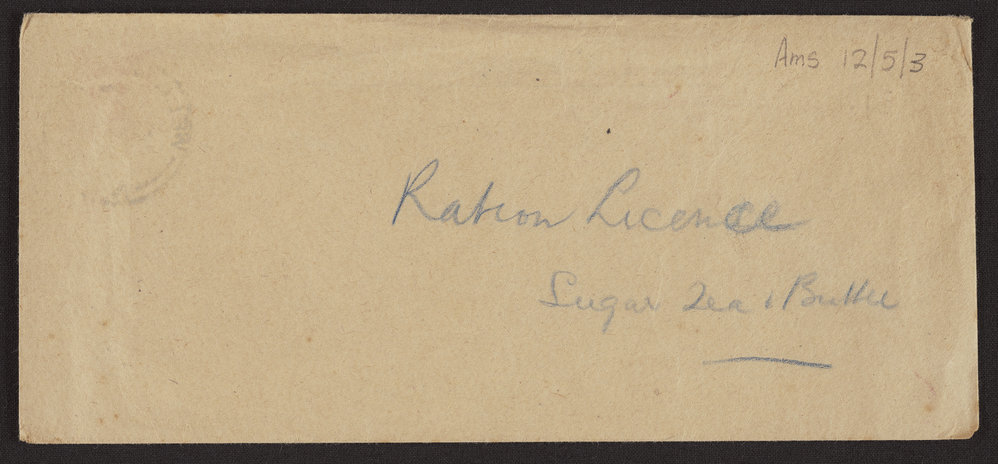 Ams 12/5/3
Ration Licence
Sugar Tea & Butter